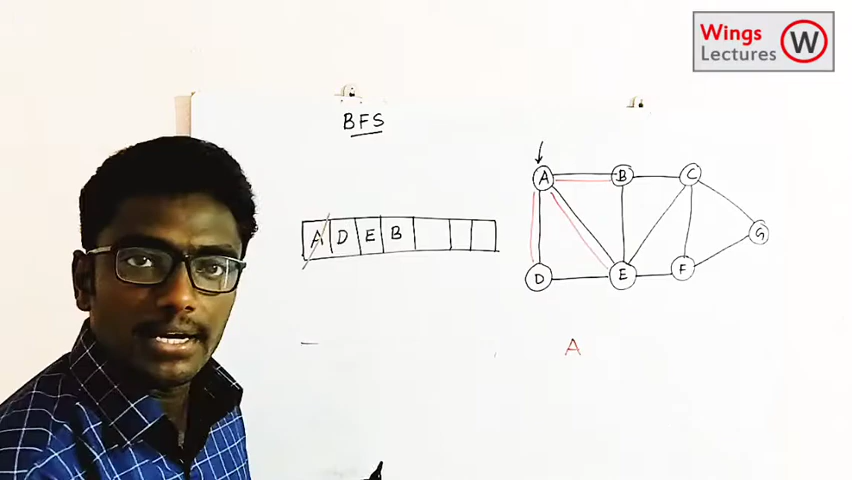 Wings
Lectures
W
BFS
A D E B
A B C
G
D E F
A